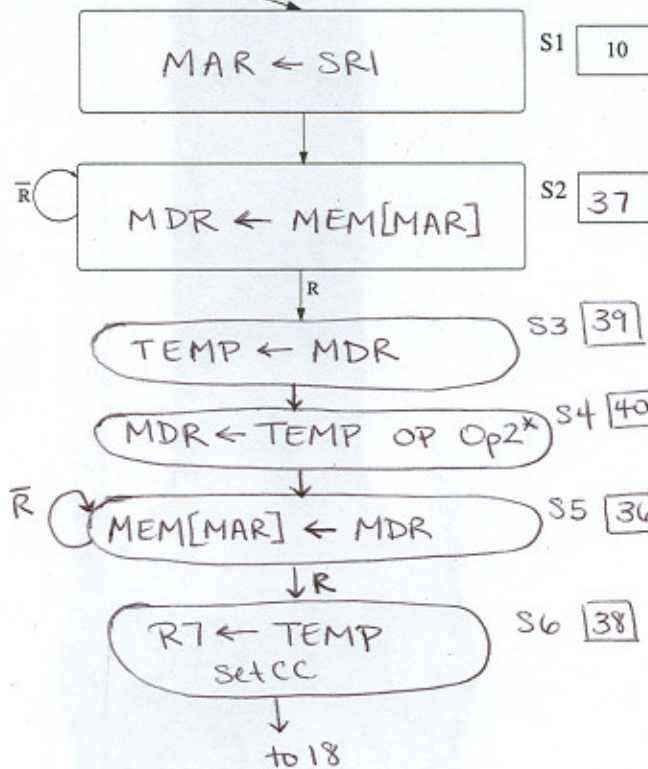 MAR ← SR1
S1 10
R̅
MDR ← MEM[MAR]
S2 37
R
TEMP ← MDR
S3 39
MDR ← TEMP OP Op2*
S4 40
R̅
MEM[MAR] ← MDR
S5 36
R
R7 ← TEMP
setCC
S6 38
to 18